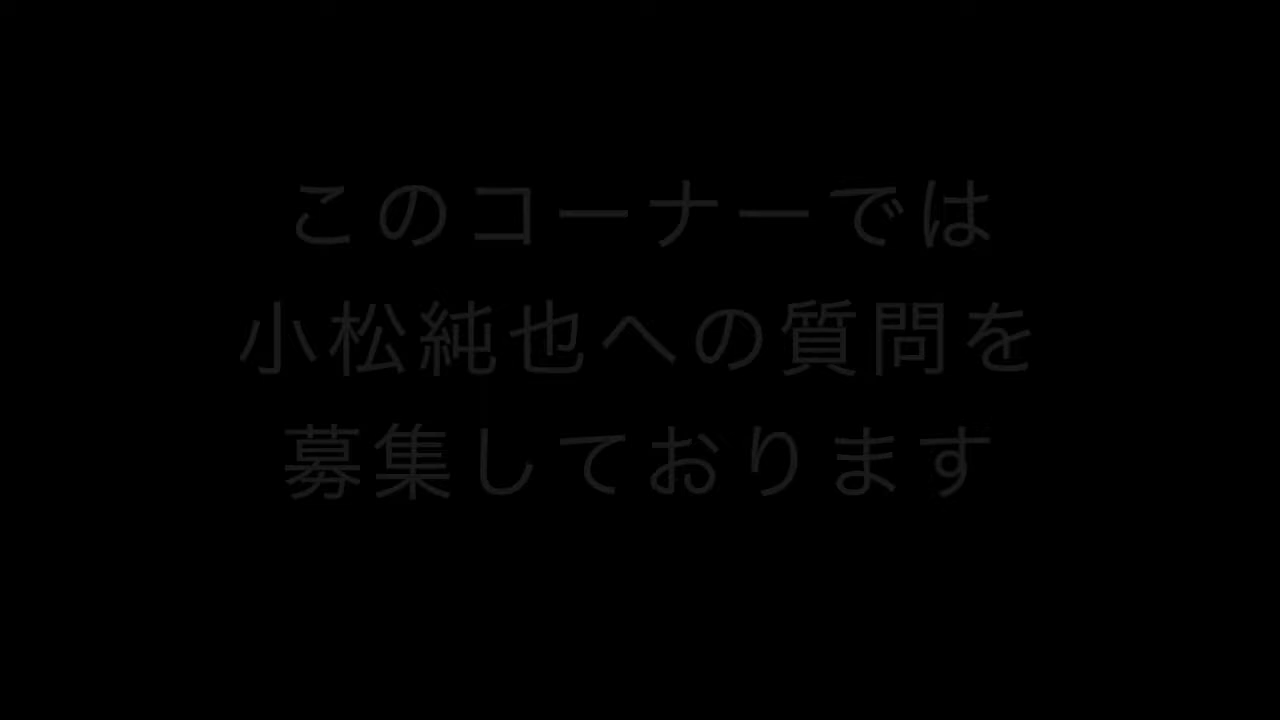 このコーナーでは
小松純也への質問を
募集しております